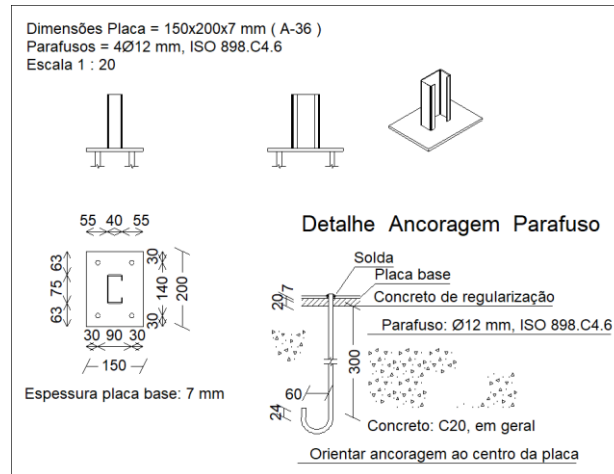 Dimensões Placa = 150x200x7 mm ( A-36 )
Parafusos = 4Ø12 mm, ISO 898.C4.6
Escala 1 : 20
55 40 55
63
75
63
30
140
30
200
30 90 30
150
Espessura placa base: 7 mm
Detalhe Ancoragem Parafuso
Solda
Placa base
20 7
Concreto de regularização
Parafuso: Ø12 mm, ISO 898.C4.6
300
60
24
Concreto: C20, em geral
Orientar ancoragem ao centro da placa